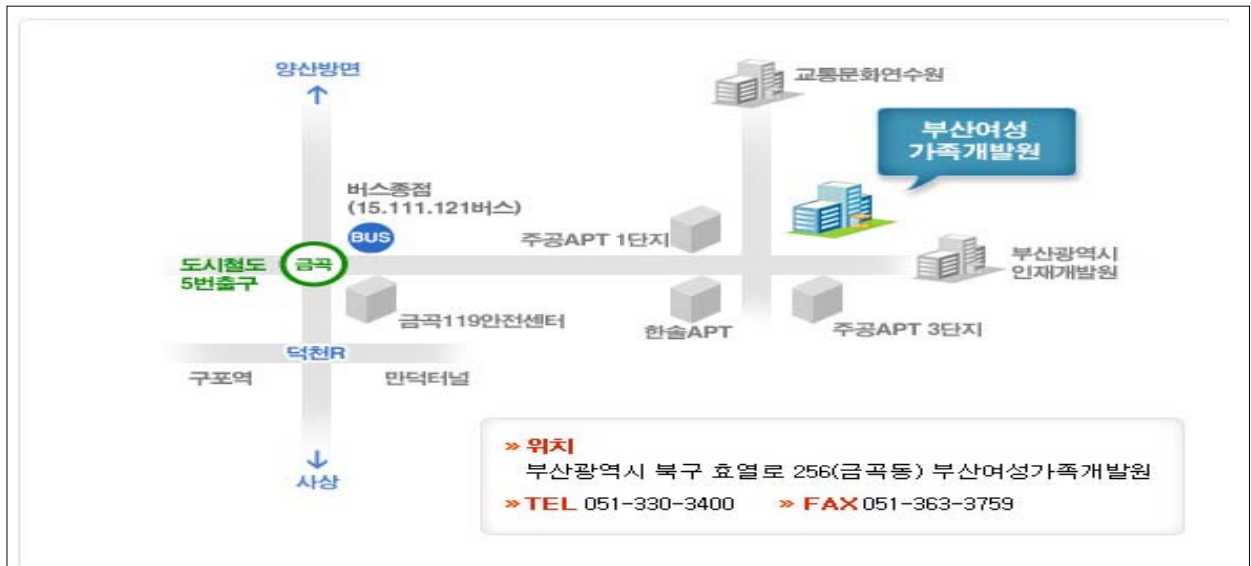 양산방면
교통문화연수원
부산여성
가족개발원
버스종점
(15.111.121버스)
BUS
주공APT 1단지
도시철도
5번출구
금곡
부산광역시
인재개발원
금곡119안전센터
한솔APT
주공APT 3단지
덕천R
구포역
만덕터널
사상
» 위치
부산광역시 북구 효열로 256(금곡동) 부산여성가족개발원
» TEL 051-330-3400 » FAX 051-363-3759